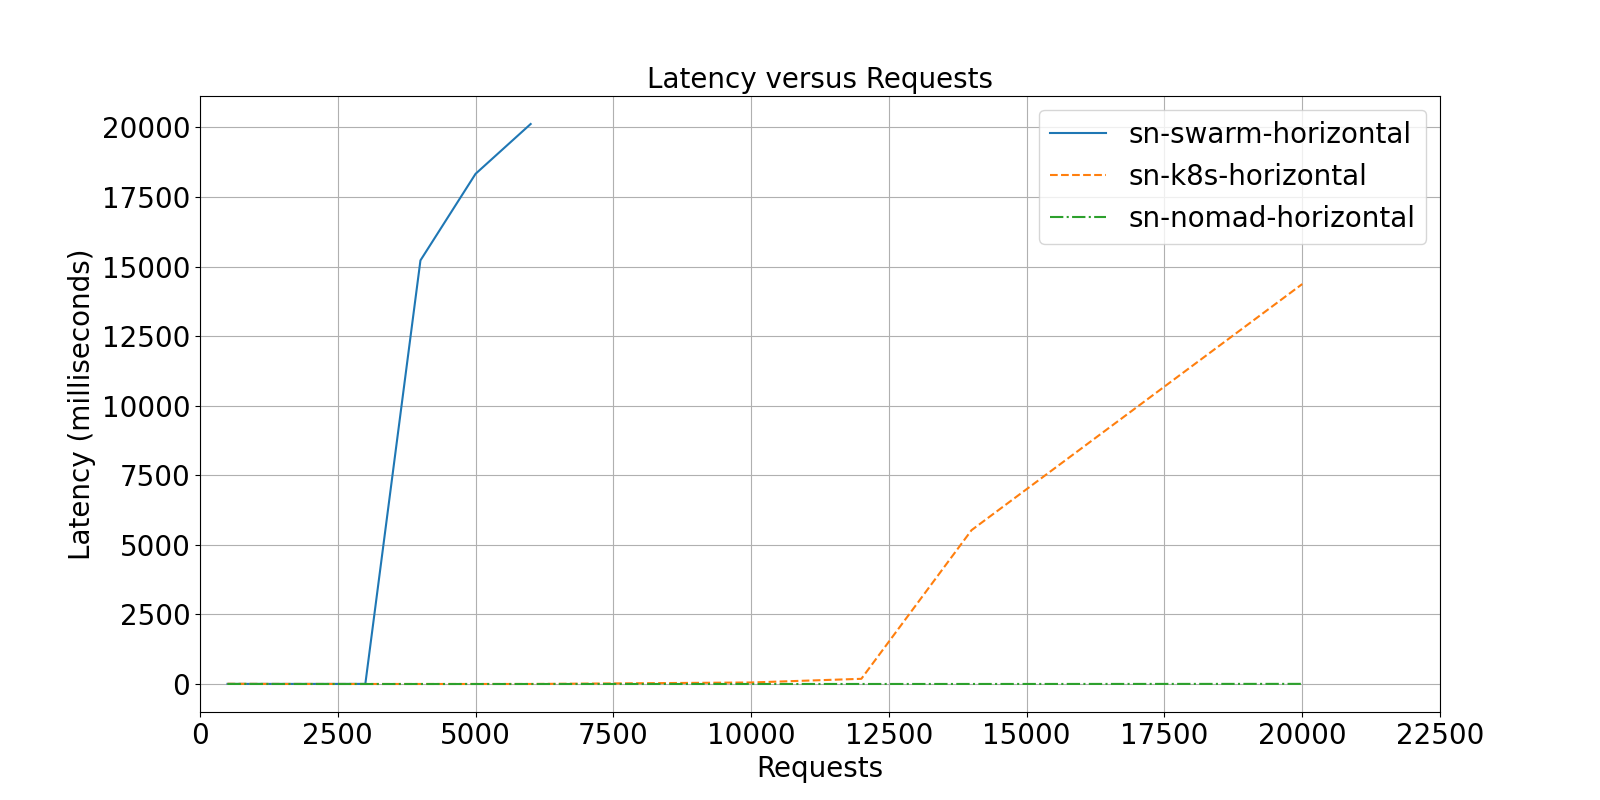 Latency versus Requests
20000
17500
15000
12500
10000
7500
5000
2500
0
Latency (milliseconds)
sn-swarm-horizontal
sn-k8s-horizontal
sn-nomad-horizontal
0 2500 5000 7500 10000 12500 15000 17500 20000 22500
Requests